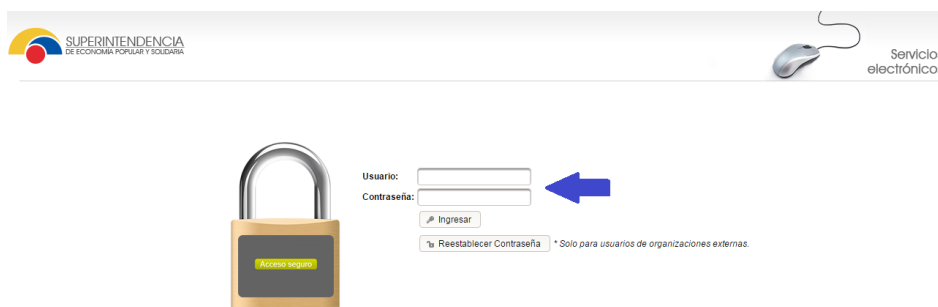 SUPERINTENDENCIA
DE ECONOMÍA POPULAR Y SOLIDARIA
Servicio
electrónico
Usuario:
Contraseña:
Ingresar
Reestablecer Contraseña * Solo para usuarios de organizaciones externas.
Acceso seguro